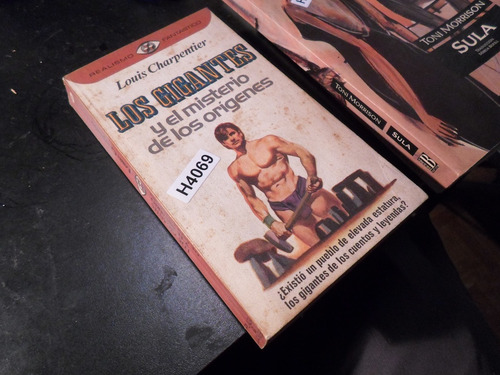 REALISMO FANTASTICO
Louis Charpentier
LOS GIGANTES
y el misterio
de los orígenes
H4069
¿Existió un pueblo de elevada estatura,
los gigantes de los cuentos y leyendas?
TONI MORRISON
SULA
TONI MORRISON
SULA
B